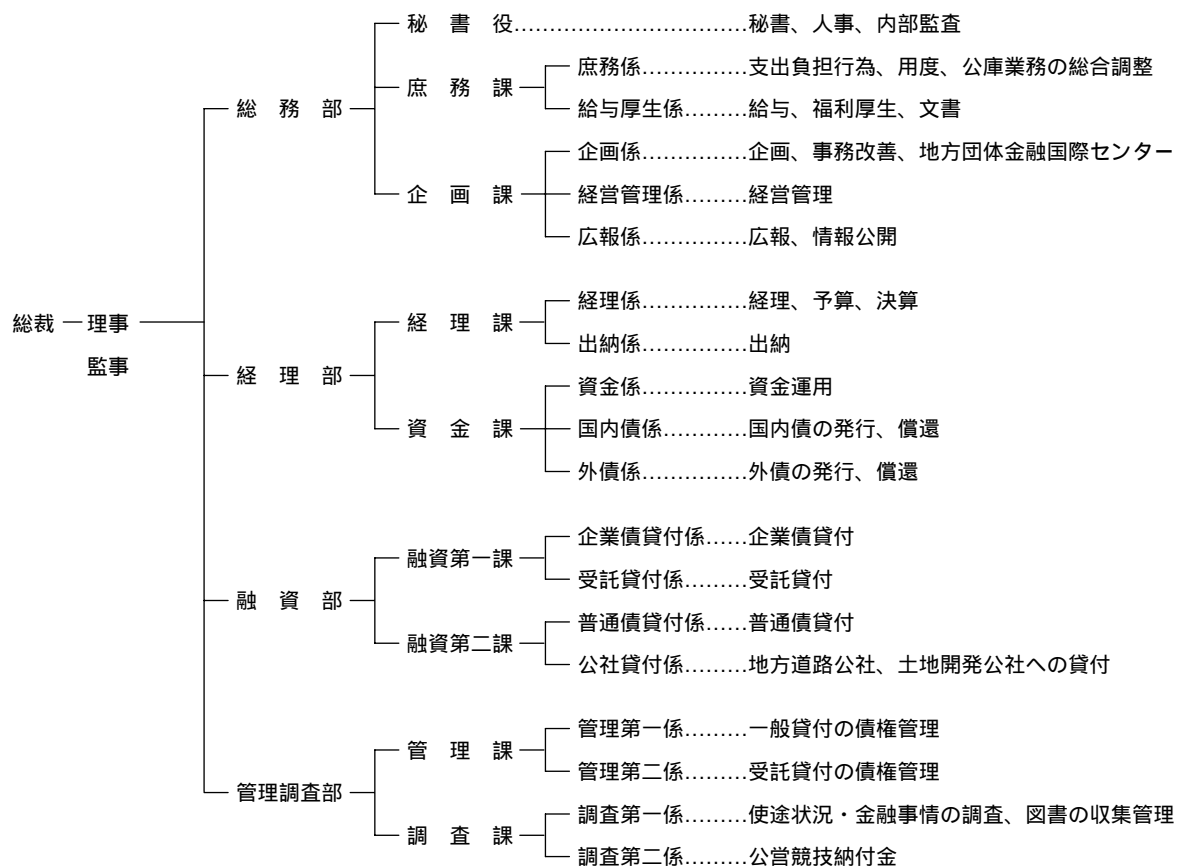 秘書役……………………………秘書、人事、内部監査
庶務係……………支出負担行為、用度、公庫業務の総合調整
庶務課
総務部
給与厚生係………給与、福利厚生、文書
企画係……………企画、事務改善、地方団体金融国際センター
企画課
経営管理係………経営管理
広報係……………広報、情報公開
経理係……………経理、予算、決算
総裁 理事
経理課
出納係……………出納
監事
経理部
資金係……………資金運用
資金課
国内債係…………国内債の発行、償還
外債係……………外債の発行、償還
企業債貸付係……企業債貸付
融資第一課
受託貸付係………受託貸付
融資部
普通債貸付係……普通債貸付
融資第二課
公社貸付係………地方道路公社、土地開発公社への貸付
管理第一係………一般貸付の債権管理
管理課
管理第二係………受託貸付の債権管理
管理調査部
調査第一係………使途状況・金融事情の調査、図書の収集管理
調査課
調査第二係………公営競技納付金